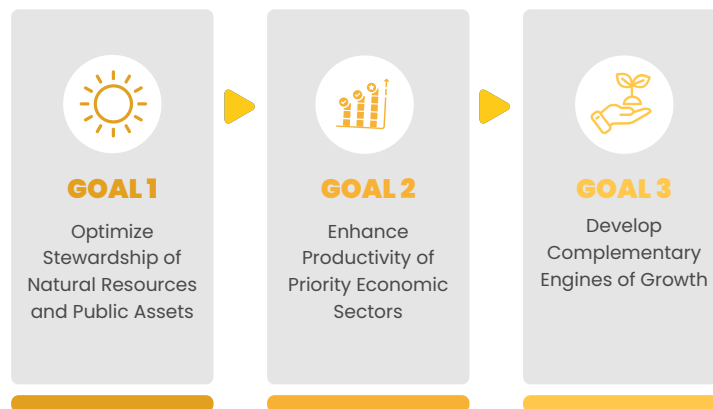 GOAL 1
Optimize
Stewardship of
Natural Resources
and Public Assets
GOAL 2
Enhance
Productivity of
Priority Economic
Sectors
GOAL 3
Develop
Complementary
Engines of Growth